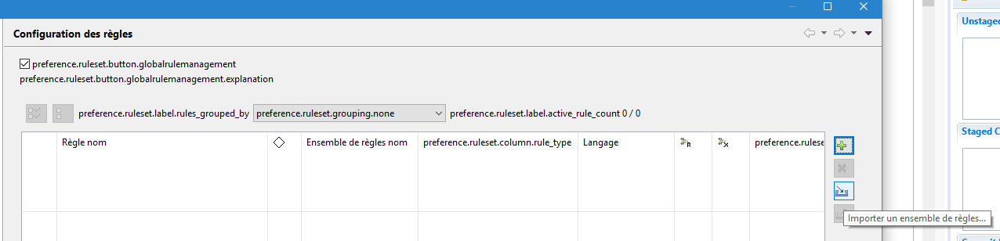 Configuration des règles
Unstaged
preference.ruleset.button.globalrulemanagement
preference.ruleset.button.globalrulemanagement.explanation
preference.ruleset.label.rules_grouped_by preference.ruleset.grouping.none preference.ruleset.label.active_rule_count 0 / 0
Règle nom Ensemble de règles nom preference.ruleset.column.rule_type Langage R X preference.rulese
Staged C
Importer un ensemble de règles...